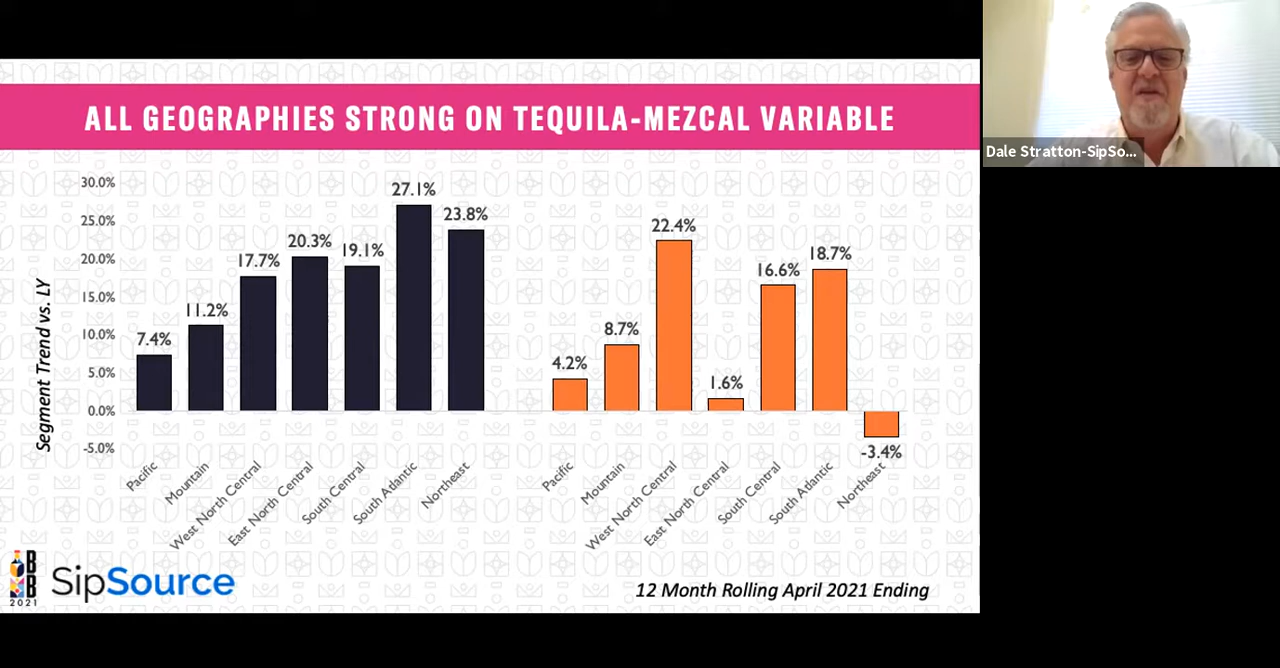 ALL GEOGRAPHIES STRONG ON TEQUILA-MEZCAL VARIABLE
Dale Stratton-SipSo...
Segment Trend vs. LY
30.0%
25.0%
20.0%
15.0%
10.0%
5.0%
0.0%
-5.0%
7.4%
11.2%
17.7%
20.3%
19.1%
27.1%
23.8%
4.2%
8.7%
22.4%
1.6%
16.6%
18.7%
-3.4%
Pacific
Mountain
West North Central
East North Central
South Central
South Atlantic
Northeast
Pacific
Mountain
West North Central
East North Central
South Central
South Atlantic
Northeast
BB
2021
SipSource
12 Month Rolling April 2021 Ending